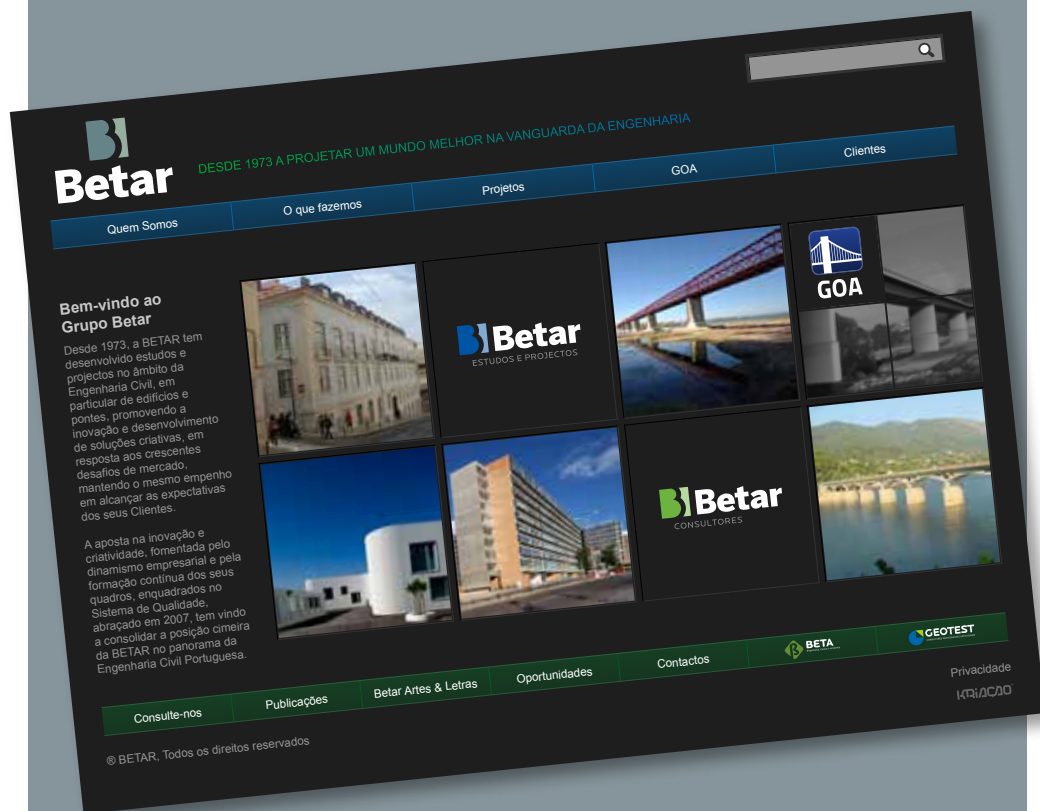 Betar
DESDE 1973 A PROJETAR UM MUNDO MELHOR NA VANGUARDA DA ENGENHARIA
Quem Somos
O que fazemos
Projetos
GOA
Clientes
Bem-vindo ao
Grupo Betar
Desde 1973, a BETAR tem
desenvolvido estudos e
projectos no âmbito da
Engenharia Civil, em
particular de edifícios e
pontes, promovendo a
inovação e desenvolvimento
de soluções criativas, em
resposta aos crescentes
desafios de mercado,
mantendo o mesmo empenho
em alcançar as expectativas
dos seus Clientes.
A aposta na inovação e
criatividade, fomentada pelo
dinamismo empresarial e pela
formação contínua dos seus
quadros, enquadrados no
Sistema de Qualidade,
abraçado em 2007, tem vindo
a consolidar a posição cimeira
da BETAR no panorama da
Engenharia Civil Portuguesa.
Betar
ESTUDOS E PROJECTOS
GOA
Betar
CONSULTORES
Consulte-nos
Publicações
Betar Artes & Letras
Oportunidades
Contactos
BETA
GEOTEST
® BETAR, Todos os direitos reservados
Privacidade
KRIAÇÃO